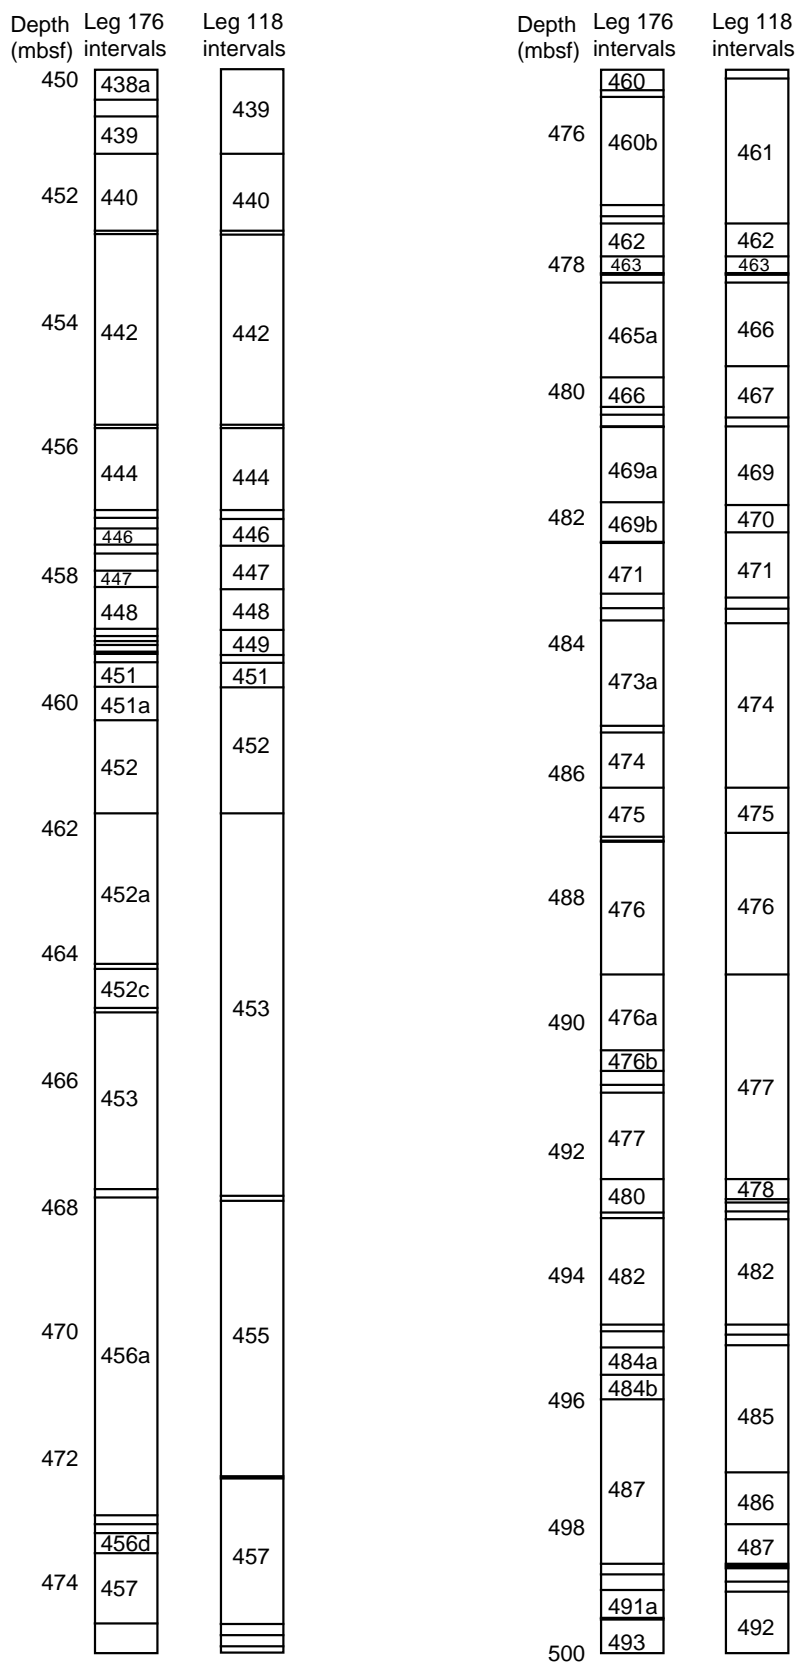 Depth
(mbsf)
Leg 176
intervals
Leg 118
intervals
450
452
454
456
458
460
462
464
466
468
470
472
474
438a
439
440
442
444
446
447
448
451
451a
452
452a
452c
453
456a
456d
457
439
440
442
444
446
447
448
449
451
452
453
455
457
Depth
(mbsf)
Leg 176
intervals
Leg 118
intervals
476
478
480
482
484
486
488
490
492
494
496
498
500
460
460b
462
463
465a
466
469a
469b
471
473a
474
475
476
476a
476b
477
480
482
484a
484b
487
491a
493
461
462
463
466
467
469
470
471
474
475
476
477
478
482
485
486
487
492